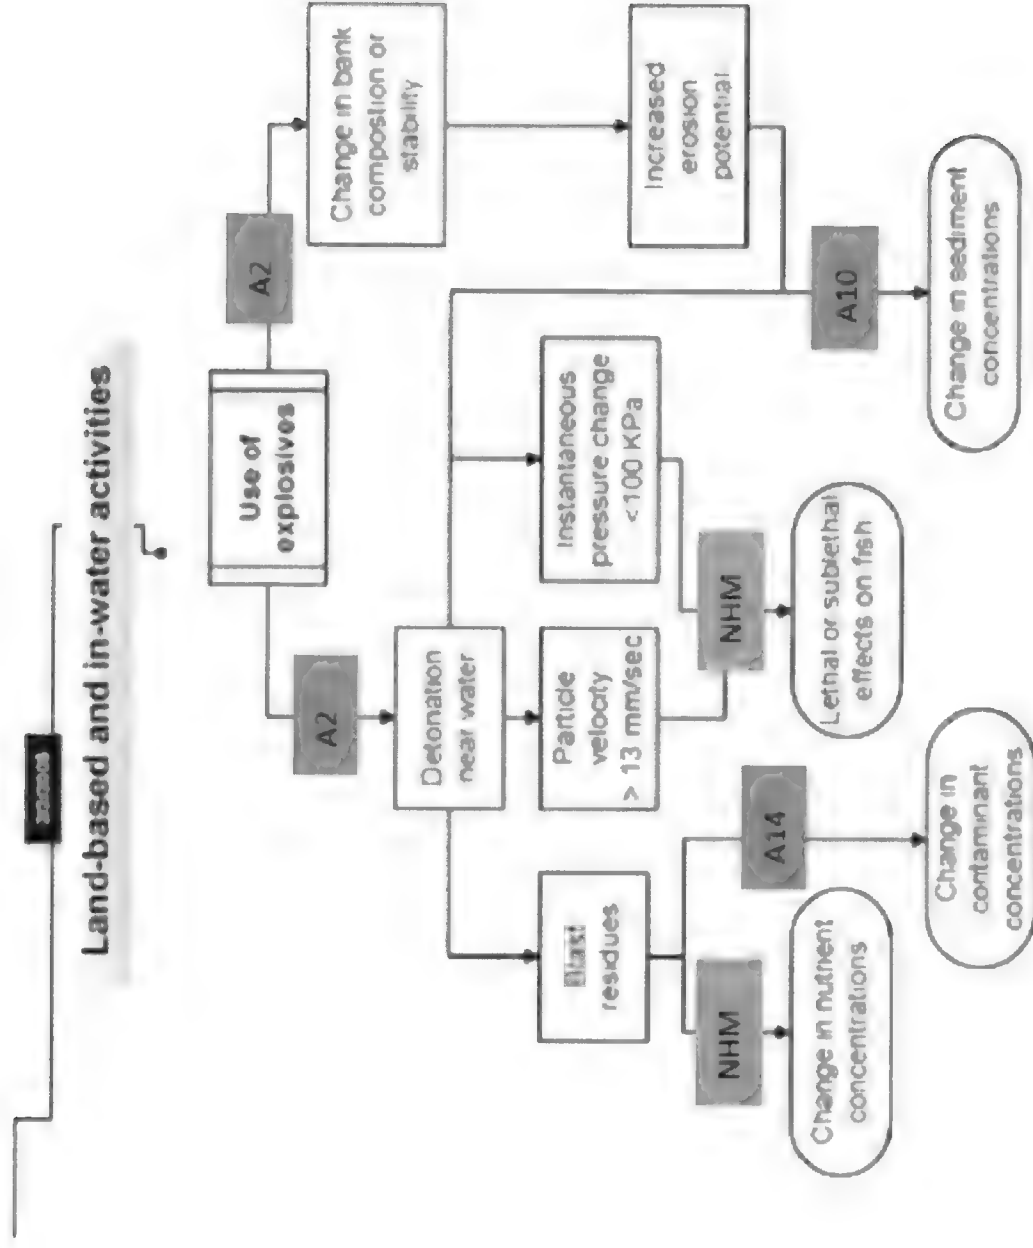 Land-based and in-water activities
Use of
explosives
A2
A2
Change in bank
composition or
stability
Detonation
near water
Increased
erosion
potential
Blast
residues
Particle
velocity
> 13 mm/sec
Instantaneous
pressure change
<100 KPa
NHM
A14
NHM
A10
Change in nutrient
concentrations
Change in
contaminant
concentrations
Lethal or sublethal
effects on fish
Change in sediment
concentrations